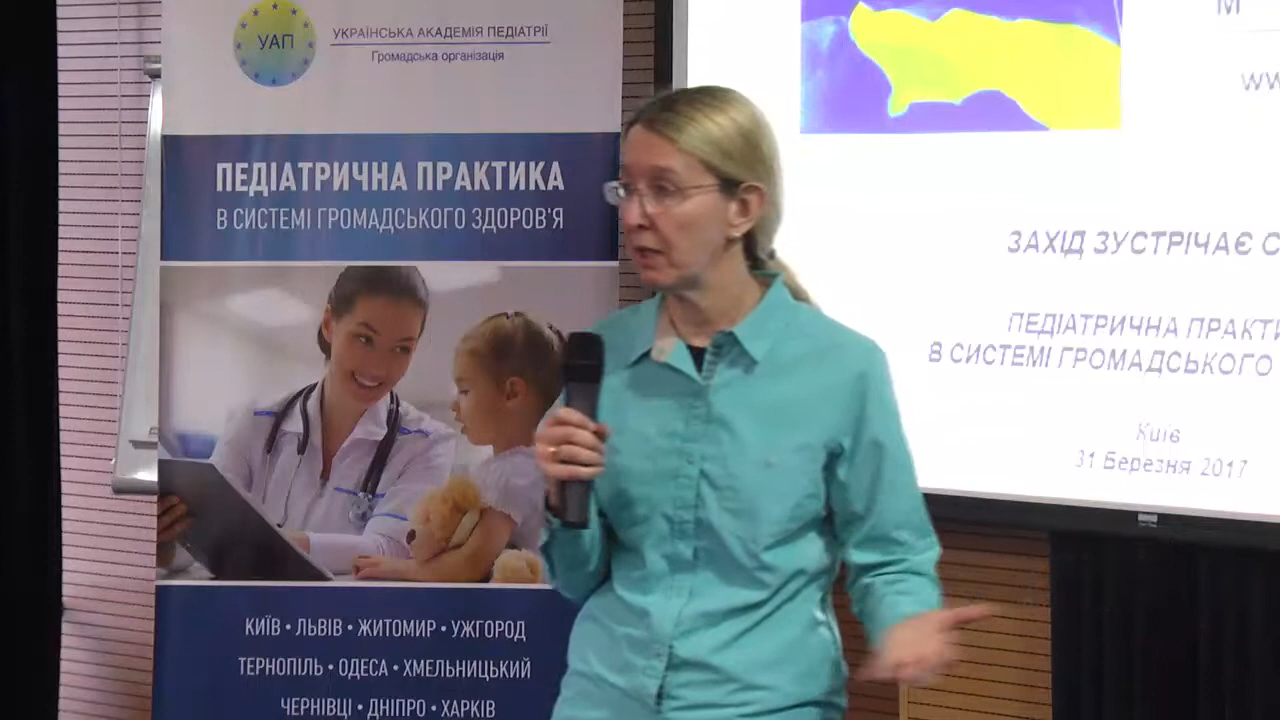 УАП
УКРАЇНСЬКА АКАДЕМІЯ ПЕДІАТРІЇ
Громадська організація
ПЕДІАТРИЧНА ПРАКТИКА
В СИСТЕМІ ГРОМАДСЬКОГО ЗДОРОВ'Я
КИЇВ • ЛЬВІВ • ЖИТОМИР • УЖГОРОД
ТЕРНОПІЛЬ • ОДЕСА • ХМЕЛЬНИЦЬКИЙ
ЧЕРНІВЦІ • ДНІПРО • ХАРКІВ
ЗАХІД ЗУСТРІЧАЄ С
ПЕДІАТРИЧНА ПРАКТИ
В СИСТЕМІ ГРОМАДСЬКОГО
Київ
31 Березня 2017